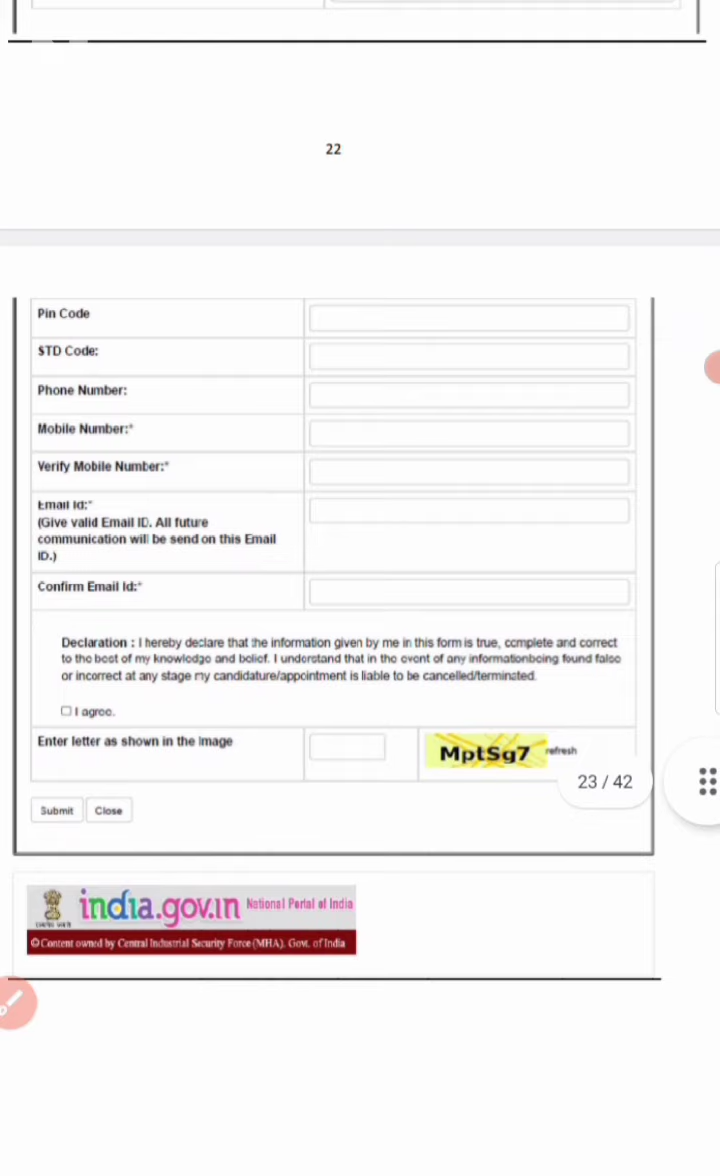 22
Pin Code
STD Code:
Phone Number:
Mobile Number:*
Verify Mobile Number:*
Email Id:*
(Give valid Email ID. All future
communication will be send on this Email
ID.)
Confirm Email Id:*
Declaration : I hereby declare that the information given by me in this form is true, complete and correct
to the best of my knowledge and belief. I understand that in the event of any informationbeing found false
or incorrect at any stage my candidature/appointment is liable to be cancelled/terminated.
I agree.
Enter letter as shown in the Image
MptSg7 refresh
23 / 42
Submit Close
india.gov.in National Portal of India
सत्यमेव जयते
© Content owned by Central Industrial Security Force (MHA), Govt. of India